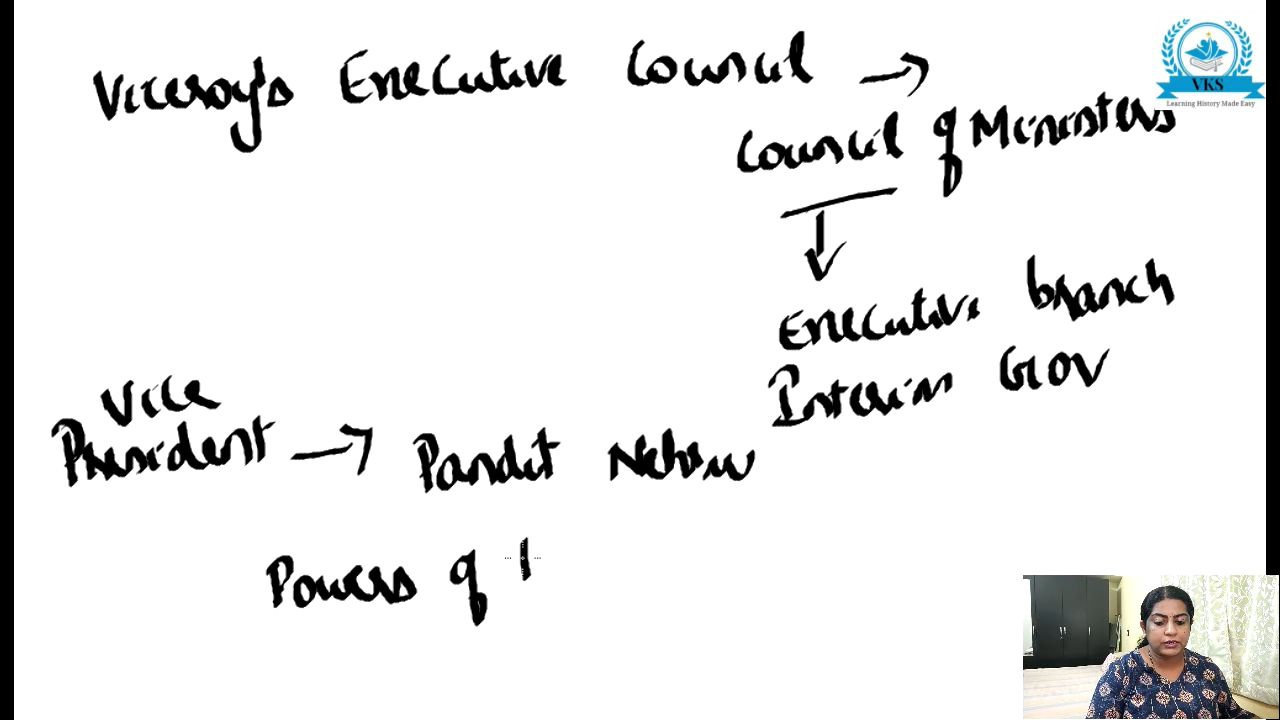 Viceroy's Executive Council →
Council of Ministers
Executive branch
Interim Gov
Vice
President → Pandit Nehru
Powers of
VKS
Learning History Made Easy